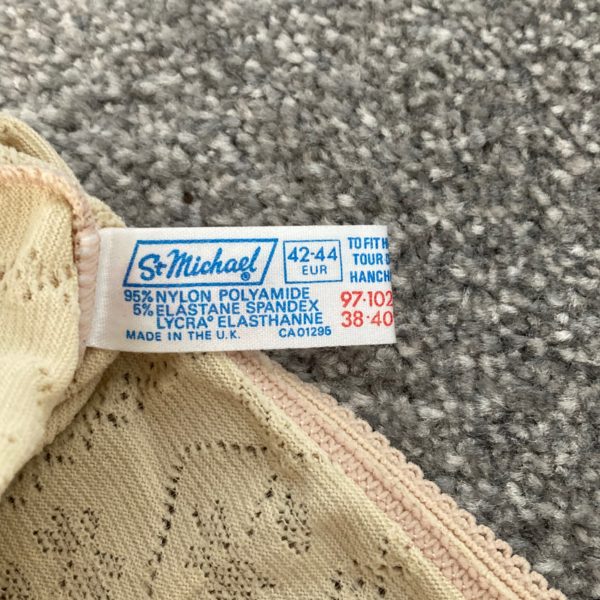 St Michael®
42-44
EUR
TO FIT H
TOUR D
HANCH
95% NYLON POLYAMIDE
5% ELASTANE SPANDEX
LYCRA® ELASTHANNE
MADE IN THE U.K.
CA01295
97-102
38-40